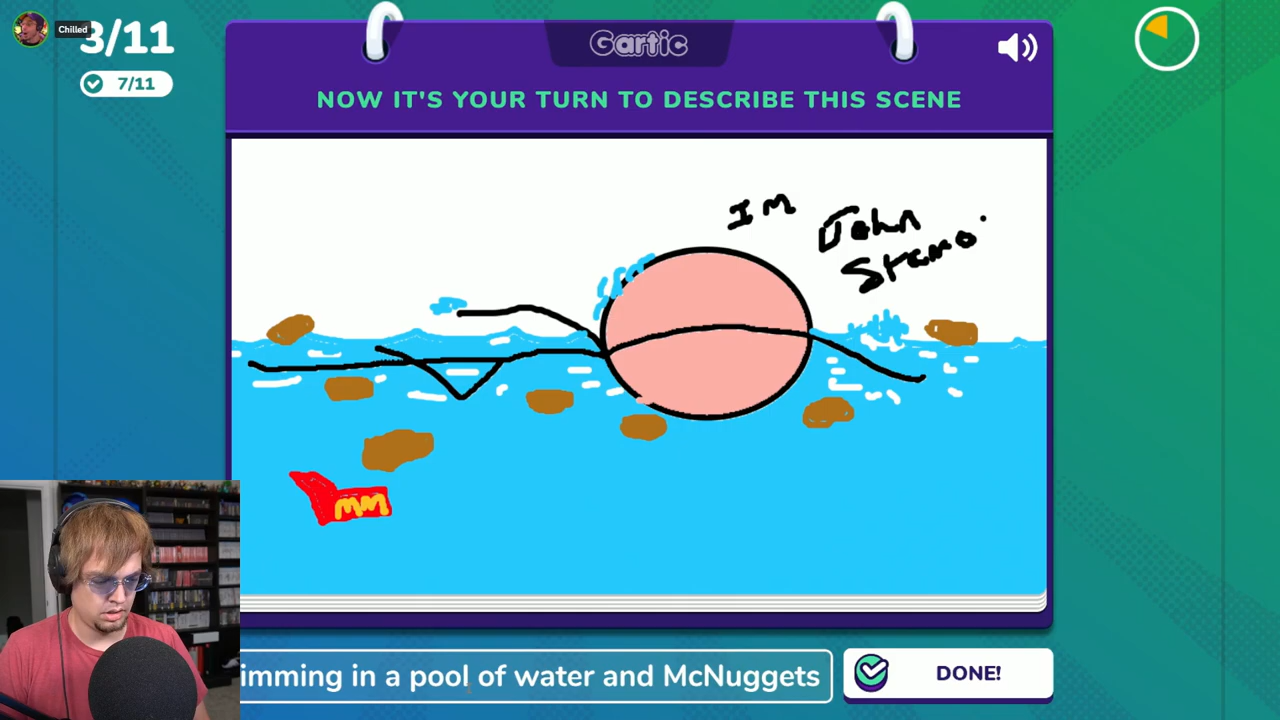 Chilled
3/11
7/11
Gartic
NOW IT'S YOUR TURN TO DESCRIBE THIS SCENE
IM
John
Stamo
MM
imming in a pool of water and McNuggets
DONE!